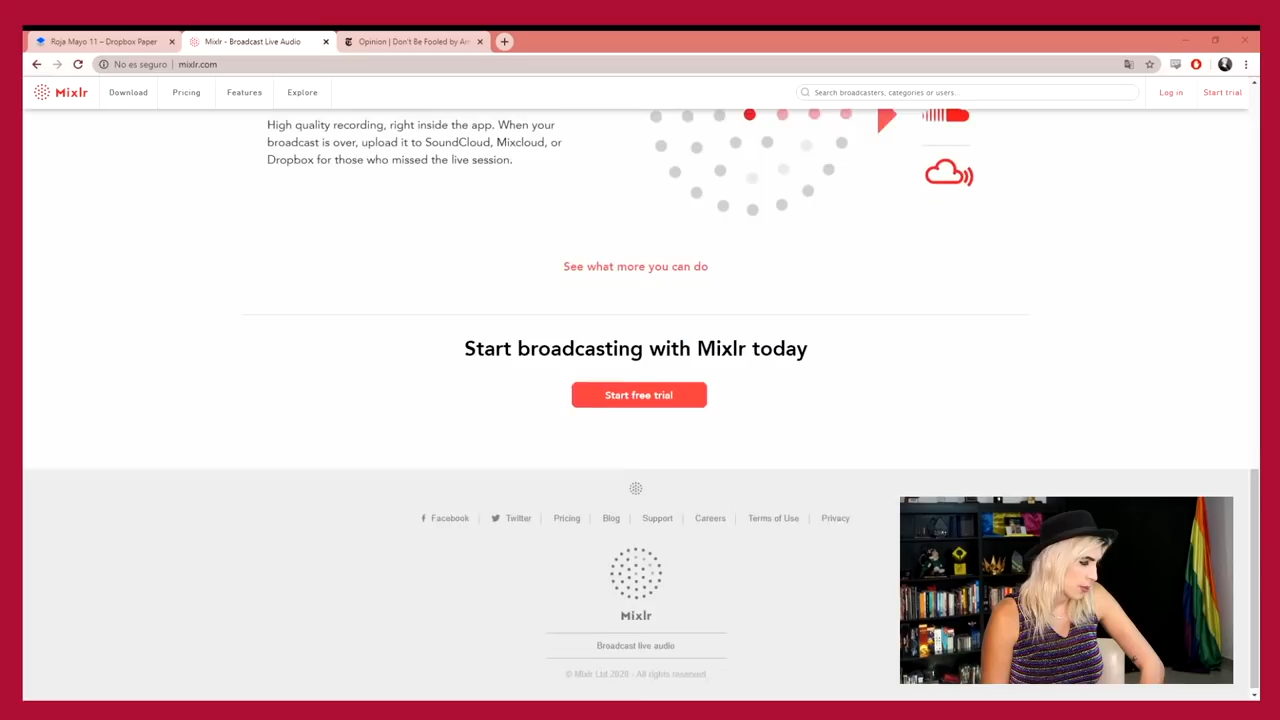 Roja Mayo 11 – Dropbox Paper
Mixlr - Broadcast Live Audio
Opinion | Don't Be Fooled by Am
No es seguro | mixlr.com
Mixlr
Download
Pricing
Features
Explore
Search broadcasters, categories or users...
Log in
Start trial
High quality recording, right inside the app. When your
broadcast is over, upload it to SoundCloud, Mixcloud, or
Dropbox for those who missed the live session.
See what more you can do
Start broadcasting with Mixlr today
Start free trial
Facebook
Twitter
Pricing
Blog
Support
Careers
Terms of Use
Privacy
Mixlr
Broadcast live audio
© Mixlr Ltd 2020 - All rights reserved